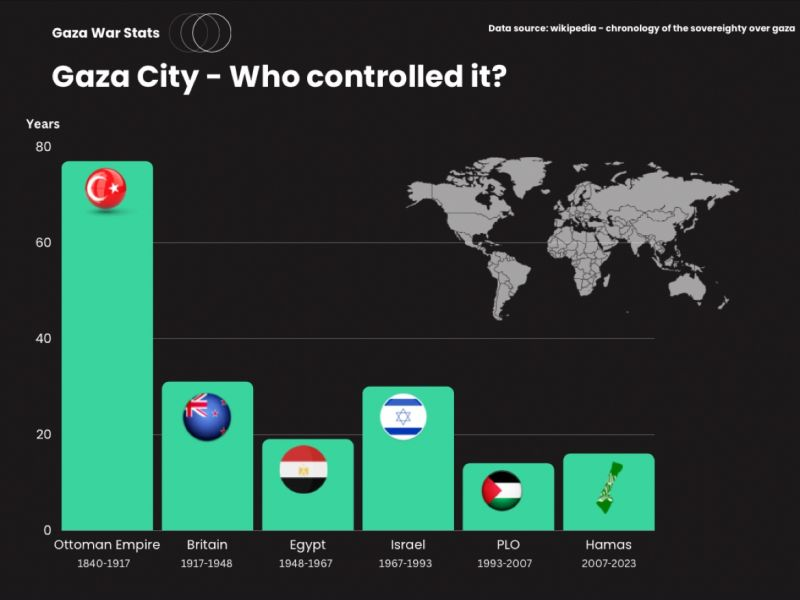 Gaza War Stats
Data source: wikipedia - chronology of the sovereighty over gaza
Gaza City - Who controlled it?
Years
80
60
40
20
0
Ottoman Empire Britain Egypt Israel PLO Hamas
1840-1917 1917-1948 1948-1967 1967-1993 1993-2007 2007-2023